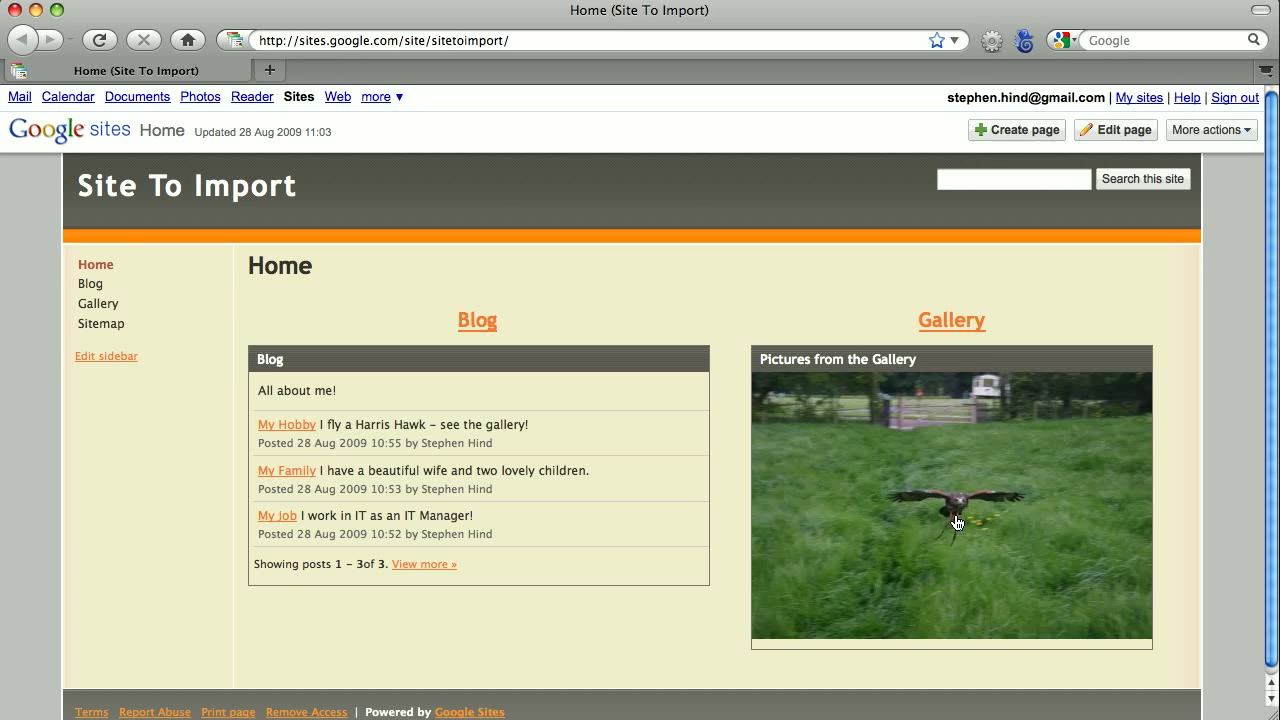 Home (Site To Import)
http://sites.google.com/site/sitetoimport/
Google
Home (Site To Import)
Mail Calendar Documents Photos Reader Sites Web more ▼
stephen.hind@gmail.com | My sites | Help | Sign out
Google sites Home Updated 28 Aug 2009 11:03
Create page Edit page More actions
Site To Import
Search this site
Home
Blog
Gallery
Sitemap
Edit sidebar
Home
Blog
Blog
All about me!
My Hobby I fly a Harris Hawk - see the gallery!
Posted 28 Aug 2009 10:55 by Stephen Hind
My Family I have a beautiful wife and two lovely children.
Posted 28 Aug 2009 10:53 by Stephen Hind
My Job I work in IT as an IT Manager!
Posted 28 Aug 2009 10:52 by Stephen Hind
Showing posts 1 - 3of 3. View more »
Gallery
Pictures from the Gallery
Terms Report Abuse Print page Remove Access | Powered by Google Sites